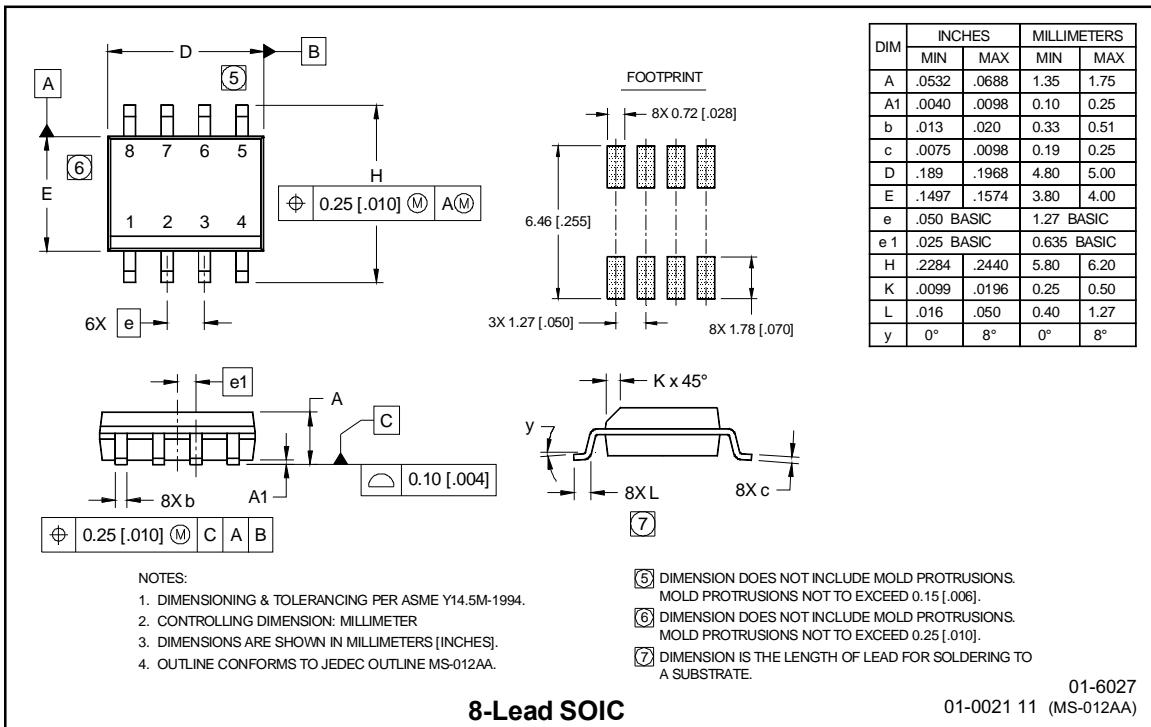 D
B
5
A
8 7 6 5
6
E
H
⌖ 0.25 [.010] Ⓜ A Ⓜ
1 2 3 4
6X e
FOOTPRINT
8X 0.72 [.028]
6.46 [.255]
3X 1.27 [.050]
8X 1.78 [.070]
DIM INCHES MILLIMETERS
MIN MAX MIN MAX
A .0532 .0688 1.35 1.75
A1 .0040 .0098 0.10 0.25
b .013 .020 0.33 0.51
c .0075 .0098 0.19 0.25
D .189 .1968 4.80 5.00
E .1497 .1574 3.80 4.00
e .050 BASIC 1.27 BASIC
e 1 .025 BASIC 0.635 BASIC
H .2284 .2440 5.80 6.20
K .0099 .0196 0.25 0.50
L .016 .050 0.40 1.27
y 0° 8° 0° 8°
e1
A
C
0.10 [.004]
8X b
A1
⌖ 0.25 [.010] Ⓜ C A B
K x 45°
y
8X L
7
8X c
NOTES:
1. DIMENSIONING & TOLERANCING PER ASME Y14.5M-1994.
2. CONTROLLING DIMENSION: MILLIMETER
3. DIMENSIONS ARE SHOWN IN MILLIMETERS [INCHES].
4. OUTLINE CONFORMS TO JEDEC OUTLINE MS-012AA.
5 DIMENSION DOES NOT INCLUDE MOLD PROTRUSIONS.
MOLD PROTRUSIONS NOT TO EXCEED 0.15 [.006].
6 DIMENSION DOES NOT INCLUDE MOLD PROTRUSIONS.
MOLD PROTRUSIONS NOT TO EXCEED 0.25 [.010].
7 DIMENSION IS THE LENGTH OF LEAD FOR SOLDERING TO
A SUBSTRATE.
8-Lead SOIC
01-6027
01-0021 11 (MS-012AA)